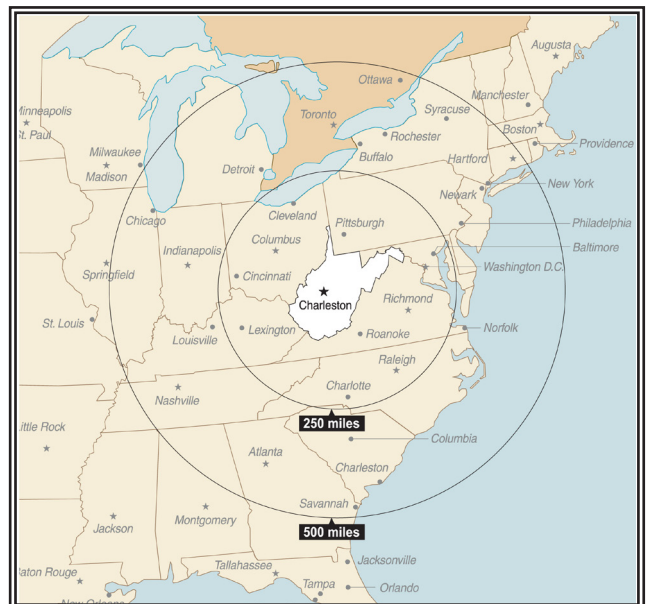 Augusta
Ottawa
Manchester
Minneapolis
St. Paul
Toronto
Syracuse
Boston
Rochester
Providence
Milwaukee
Madison
Detroit
Buffalo
Hartford
New York
Newark
Chicago
Cleveland
Pittsburgh
Philadelphia
Columbus
Baltimore
Indianapolis
Springfield
Cincinnati
Washington D.C.
Charleston
Richmond
St. Louis
Louisville
Lexington
Roanoke
Norfolk
Raleigh
Nashville
Charlotte
Little Rock
250 miles
Columbia
Atlanta
Charleston
Savannah
Jackson
Montgomery
500 miles
Jacksonville
Tallahassee
Baton Rouge
Tampa
Orlando
New Orleans